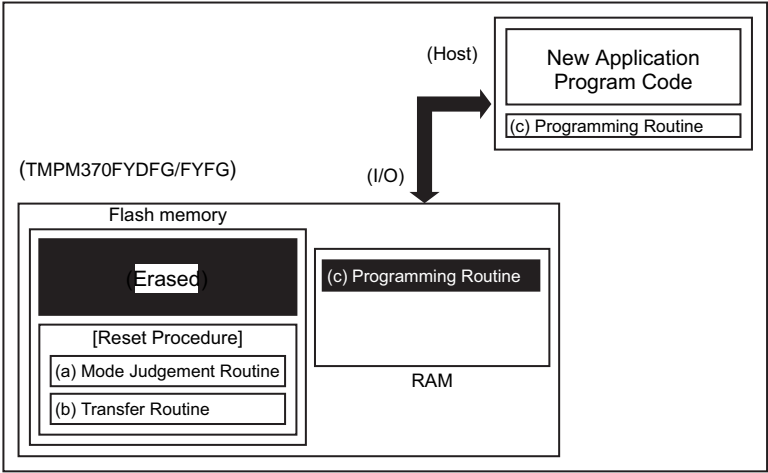 (Host)
New Application
Program Code
(c) Programming Routine
(TMPM370FYDFG/FYFG)
(I/O)
Flash memory
(Erased)
(c) Programming Routine
[Reset Procedure]
(a) Mode Judgement Routine
(b) Transfer Routine
RAM